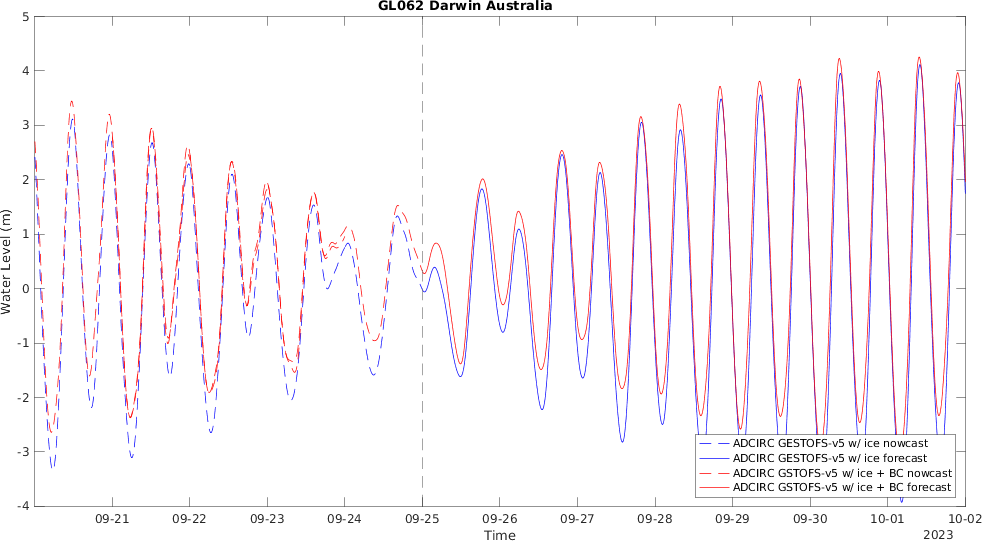 GL062 Darwin Australia
5
4
3
2
1
0
-1
-2
-3
-4
Water Level (m)
ADCIRC GESTOFS-v5 w/ ice nowcast
ADCIRC GESTOFS-v5 w/ ice forecast
ADCIRC GSTOFS-v5 w/ ice + BC nowcast
ADCIRC GSTOFS-v5 w/ ice + BC forecast
09-21 09-22 09-23 09-24 09-25 09-26 09-27 09-28 09-29 09-30 10-01 10-02
Time
2023